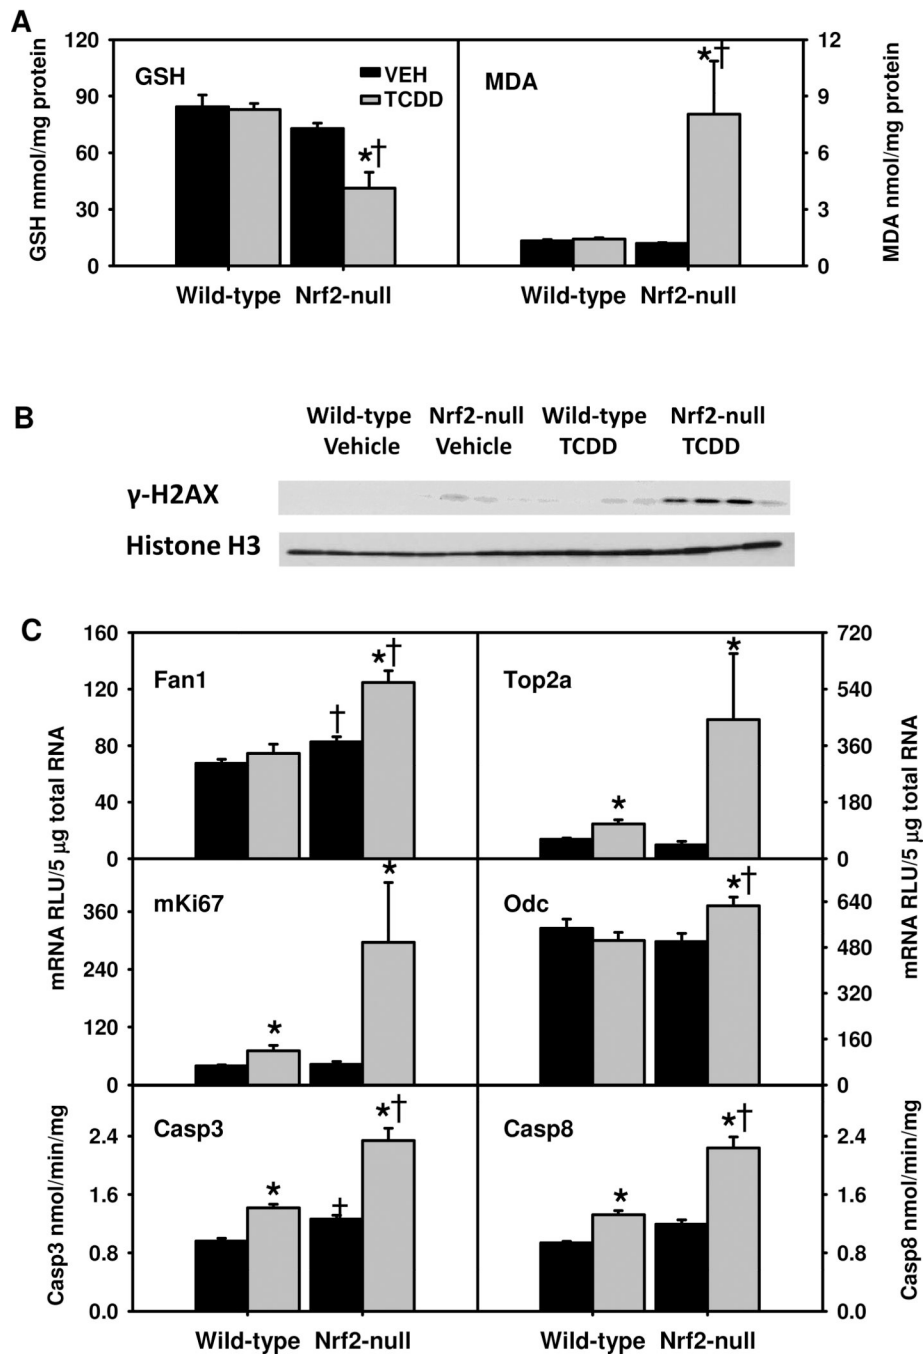 A
120
90
60
30
0
GSH mmol/mg protein
GSH
VEH
TCDD
*†
MDA
*†
12
9
6
3
0
MDA nmol/mg protein
Wild-type Nrf2-null
Wild-type Nrf2-null
B
Wild-type Nrf2-null Wild-type Nrf2-null
Vehicle Vehicle TCDD TCDD
γ-H2AX
Histone H3
C
160
120
80
40
0
Fan1
†
*†
Top2a
*
*
720
540
360
180
0
mRNA RLU/5 µg total RNA
mRNA RLU/5 µg total RNA
360
240
120
0
mKi67
*
*
Odc
*†
640
480
320
160
0
2.4
1.6
0.8
0.0
Casp3 nmol/min/mg
Casp3
*
†
*†
Casp8
*
*†
2.4
1.6
0.8
0.0
Casp8 nmol/min/mg
Wild-type Nrf2-null
Wild-type Nrf2-null